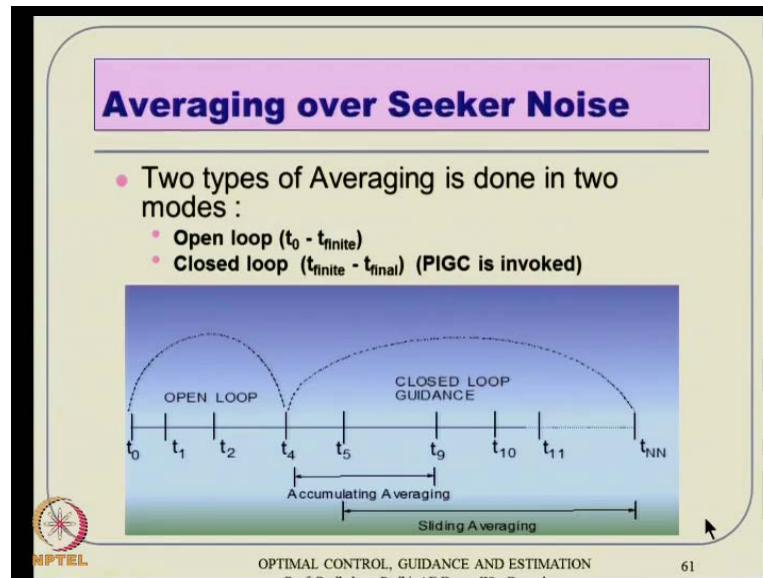 Averaging over Seeker Noise
Two types of Averaging is done in two
modes :
Open loop (t0 - tfinite)
Closed loop (tfinite - tfinal) (PIGC is invoked)
OPEN LOOP
CLOSED LOOP
GUIDANCE
t0 t1 t2 t4 t5 t9 t10 t11 tNN
Accumulating Averaging
Sliding Averaging
NPTEL
OPTIMAL CONTROL, GUIDANCE AND ESTIMATION
61